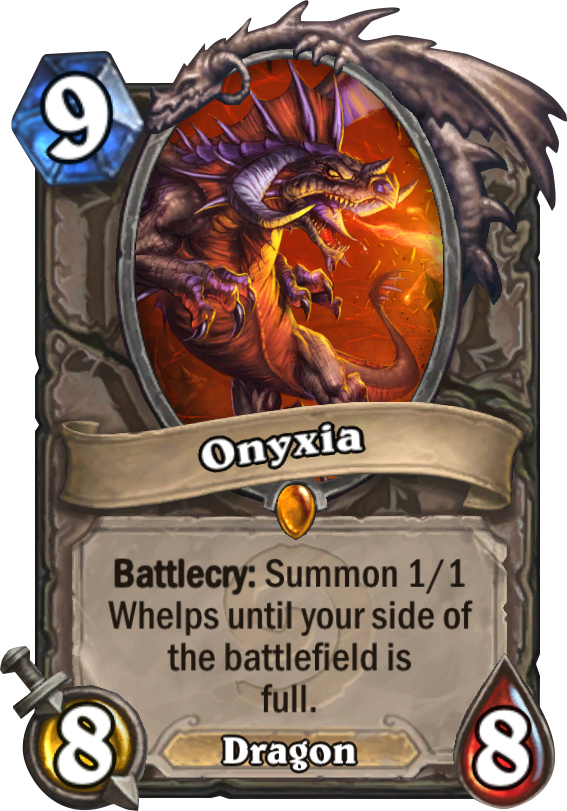 9
Onyxia
Battlecry: Summon 1/1
Whelps until your side of
the battlefield is
full.
8
Dragon
8